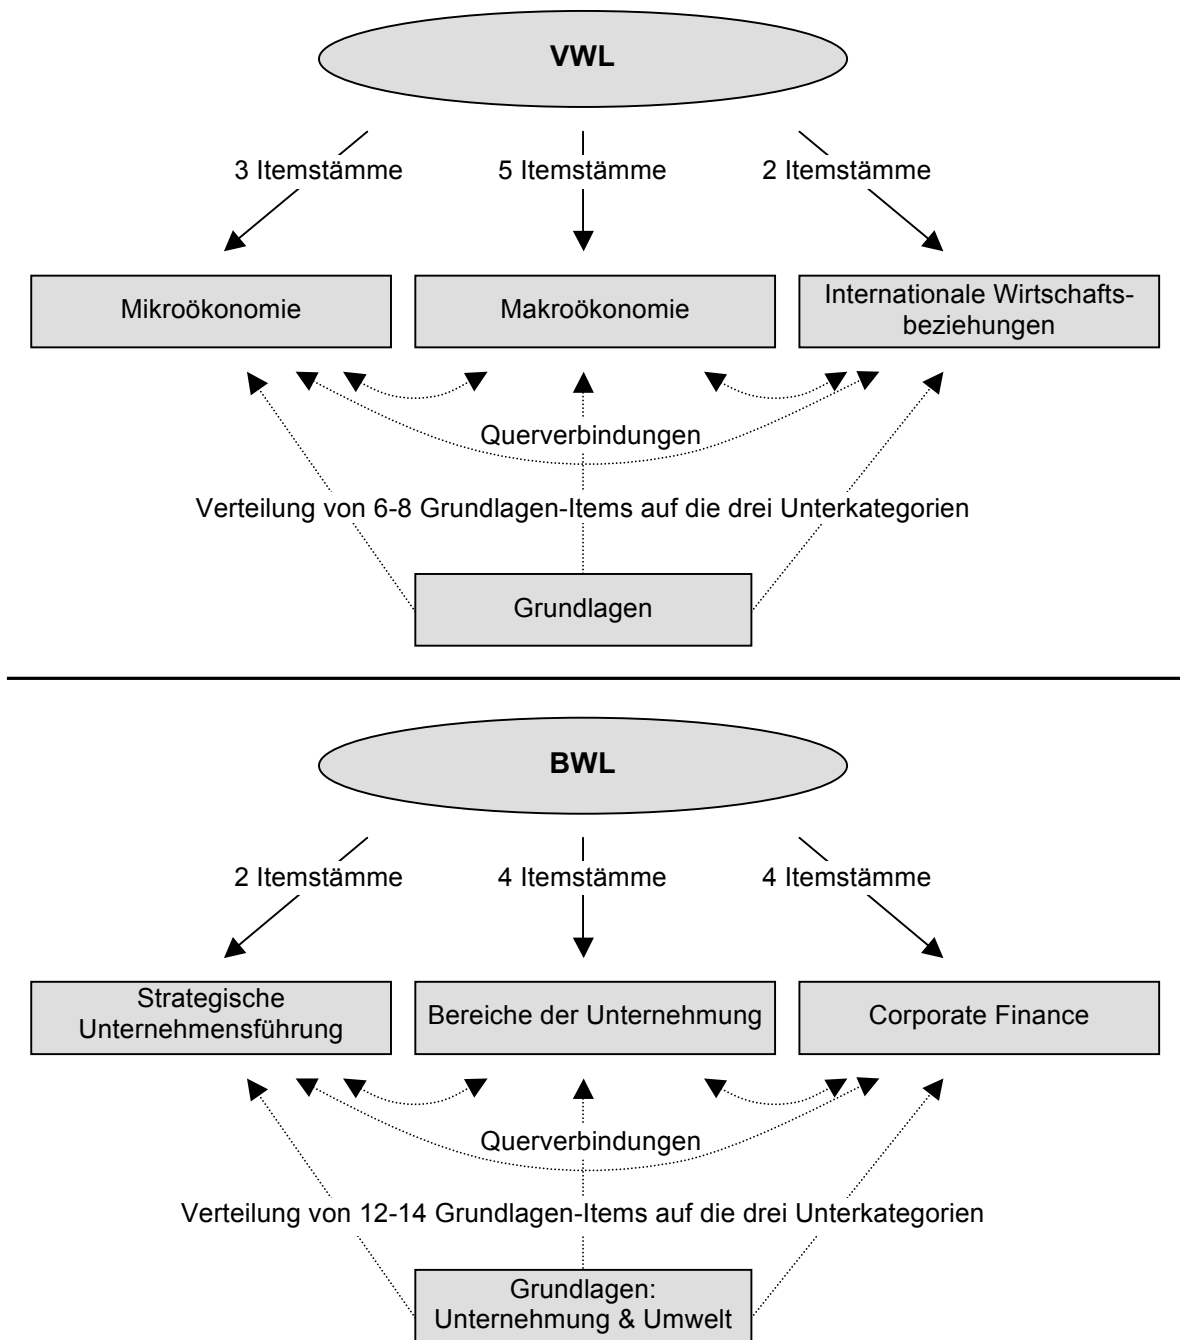 VWL
3 Itemstämme
5 Itemstämme
2 Itemstämme
Mikroökonomie
Makroökonomie
Internationale Wirtschafts-
beziehungen
Querverbindungen
Verteilung von 6-8 Grundlagen-Items auf die drei Unterkategorien
Grundlagen
BWL
2 Itemstämme
4 Itemstämme
4 Itemstämme
Strategische
Unternehmensführung
Bereiche der Unternehmung
Corporate Finance
Querverbindungen
Verteilung von 12-14 Grundlagen-Items auf die drei Unterkategorien
Grundlagen:
Unternehmung & Umwelt